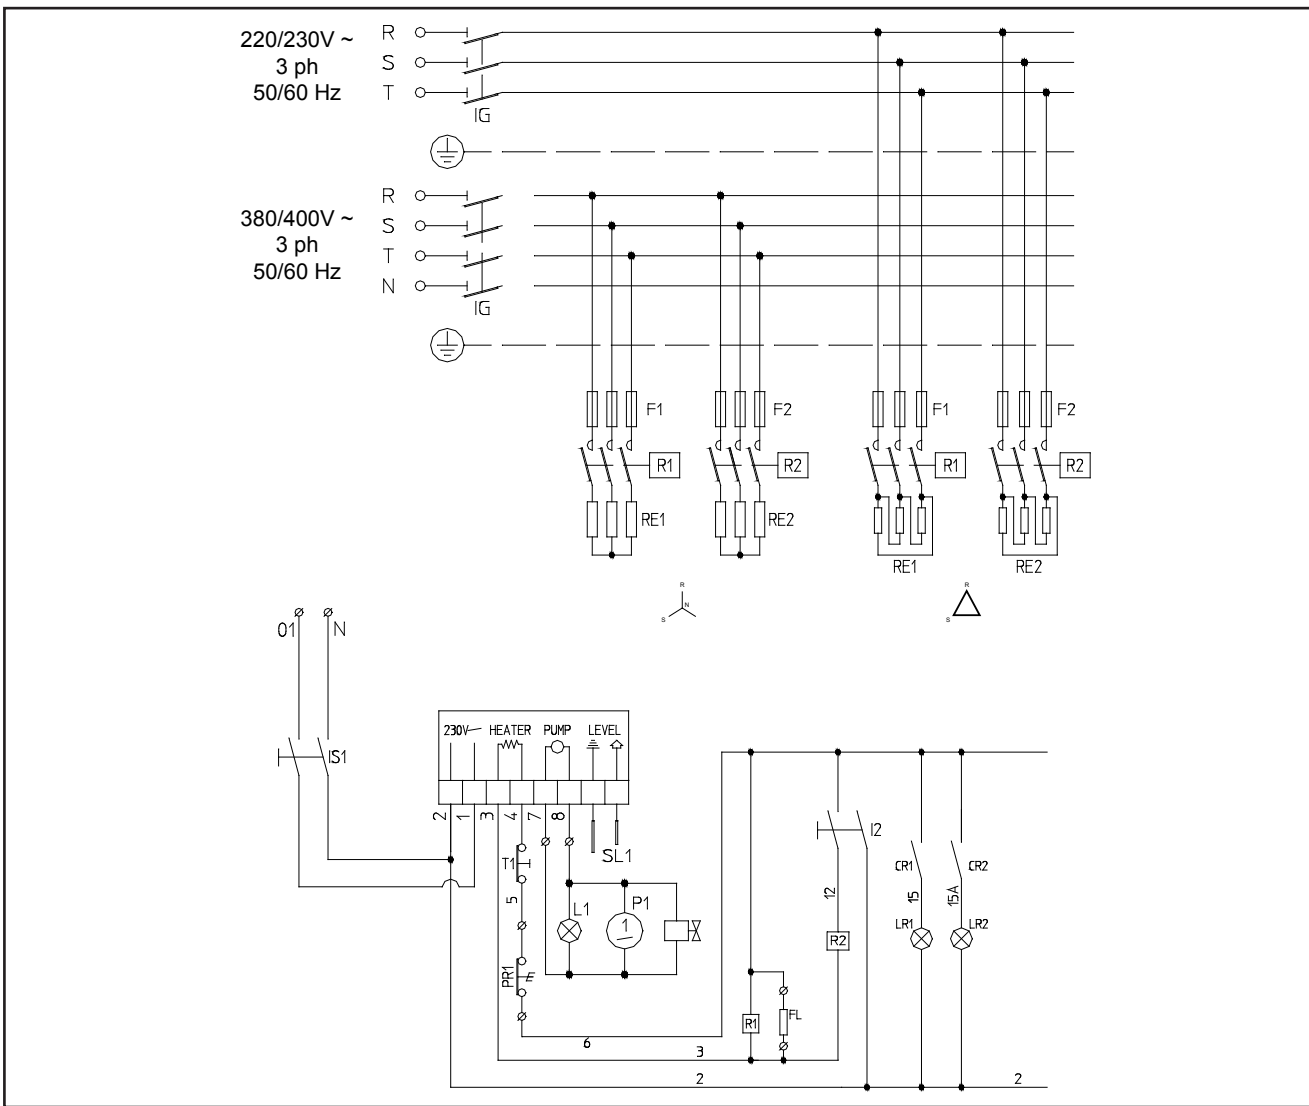 220/230V ~
3 ph
50/60 Hz
R
S
T
IG
380/400V ~
3 ph
50/60 Hz
R
S
T
N
IG
F1
F2
F1
F2
R1
R2
R1
R2
RE1
RE2
RE1
RE2
R
N
S
R
S
01
N
IS1
230V
HEATER
PUMP
LEVEL
2
1
3
4
7
8
SL1
T1
5
PR1
L1
P1
1
6
3
2
R1
FL
I2
12
R2
CR1
15
LR1
CR2
15A
LR2
2